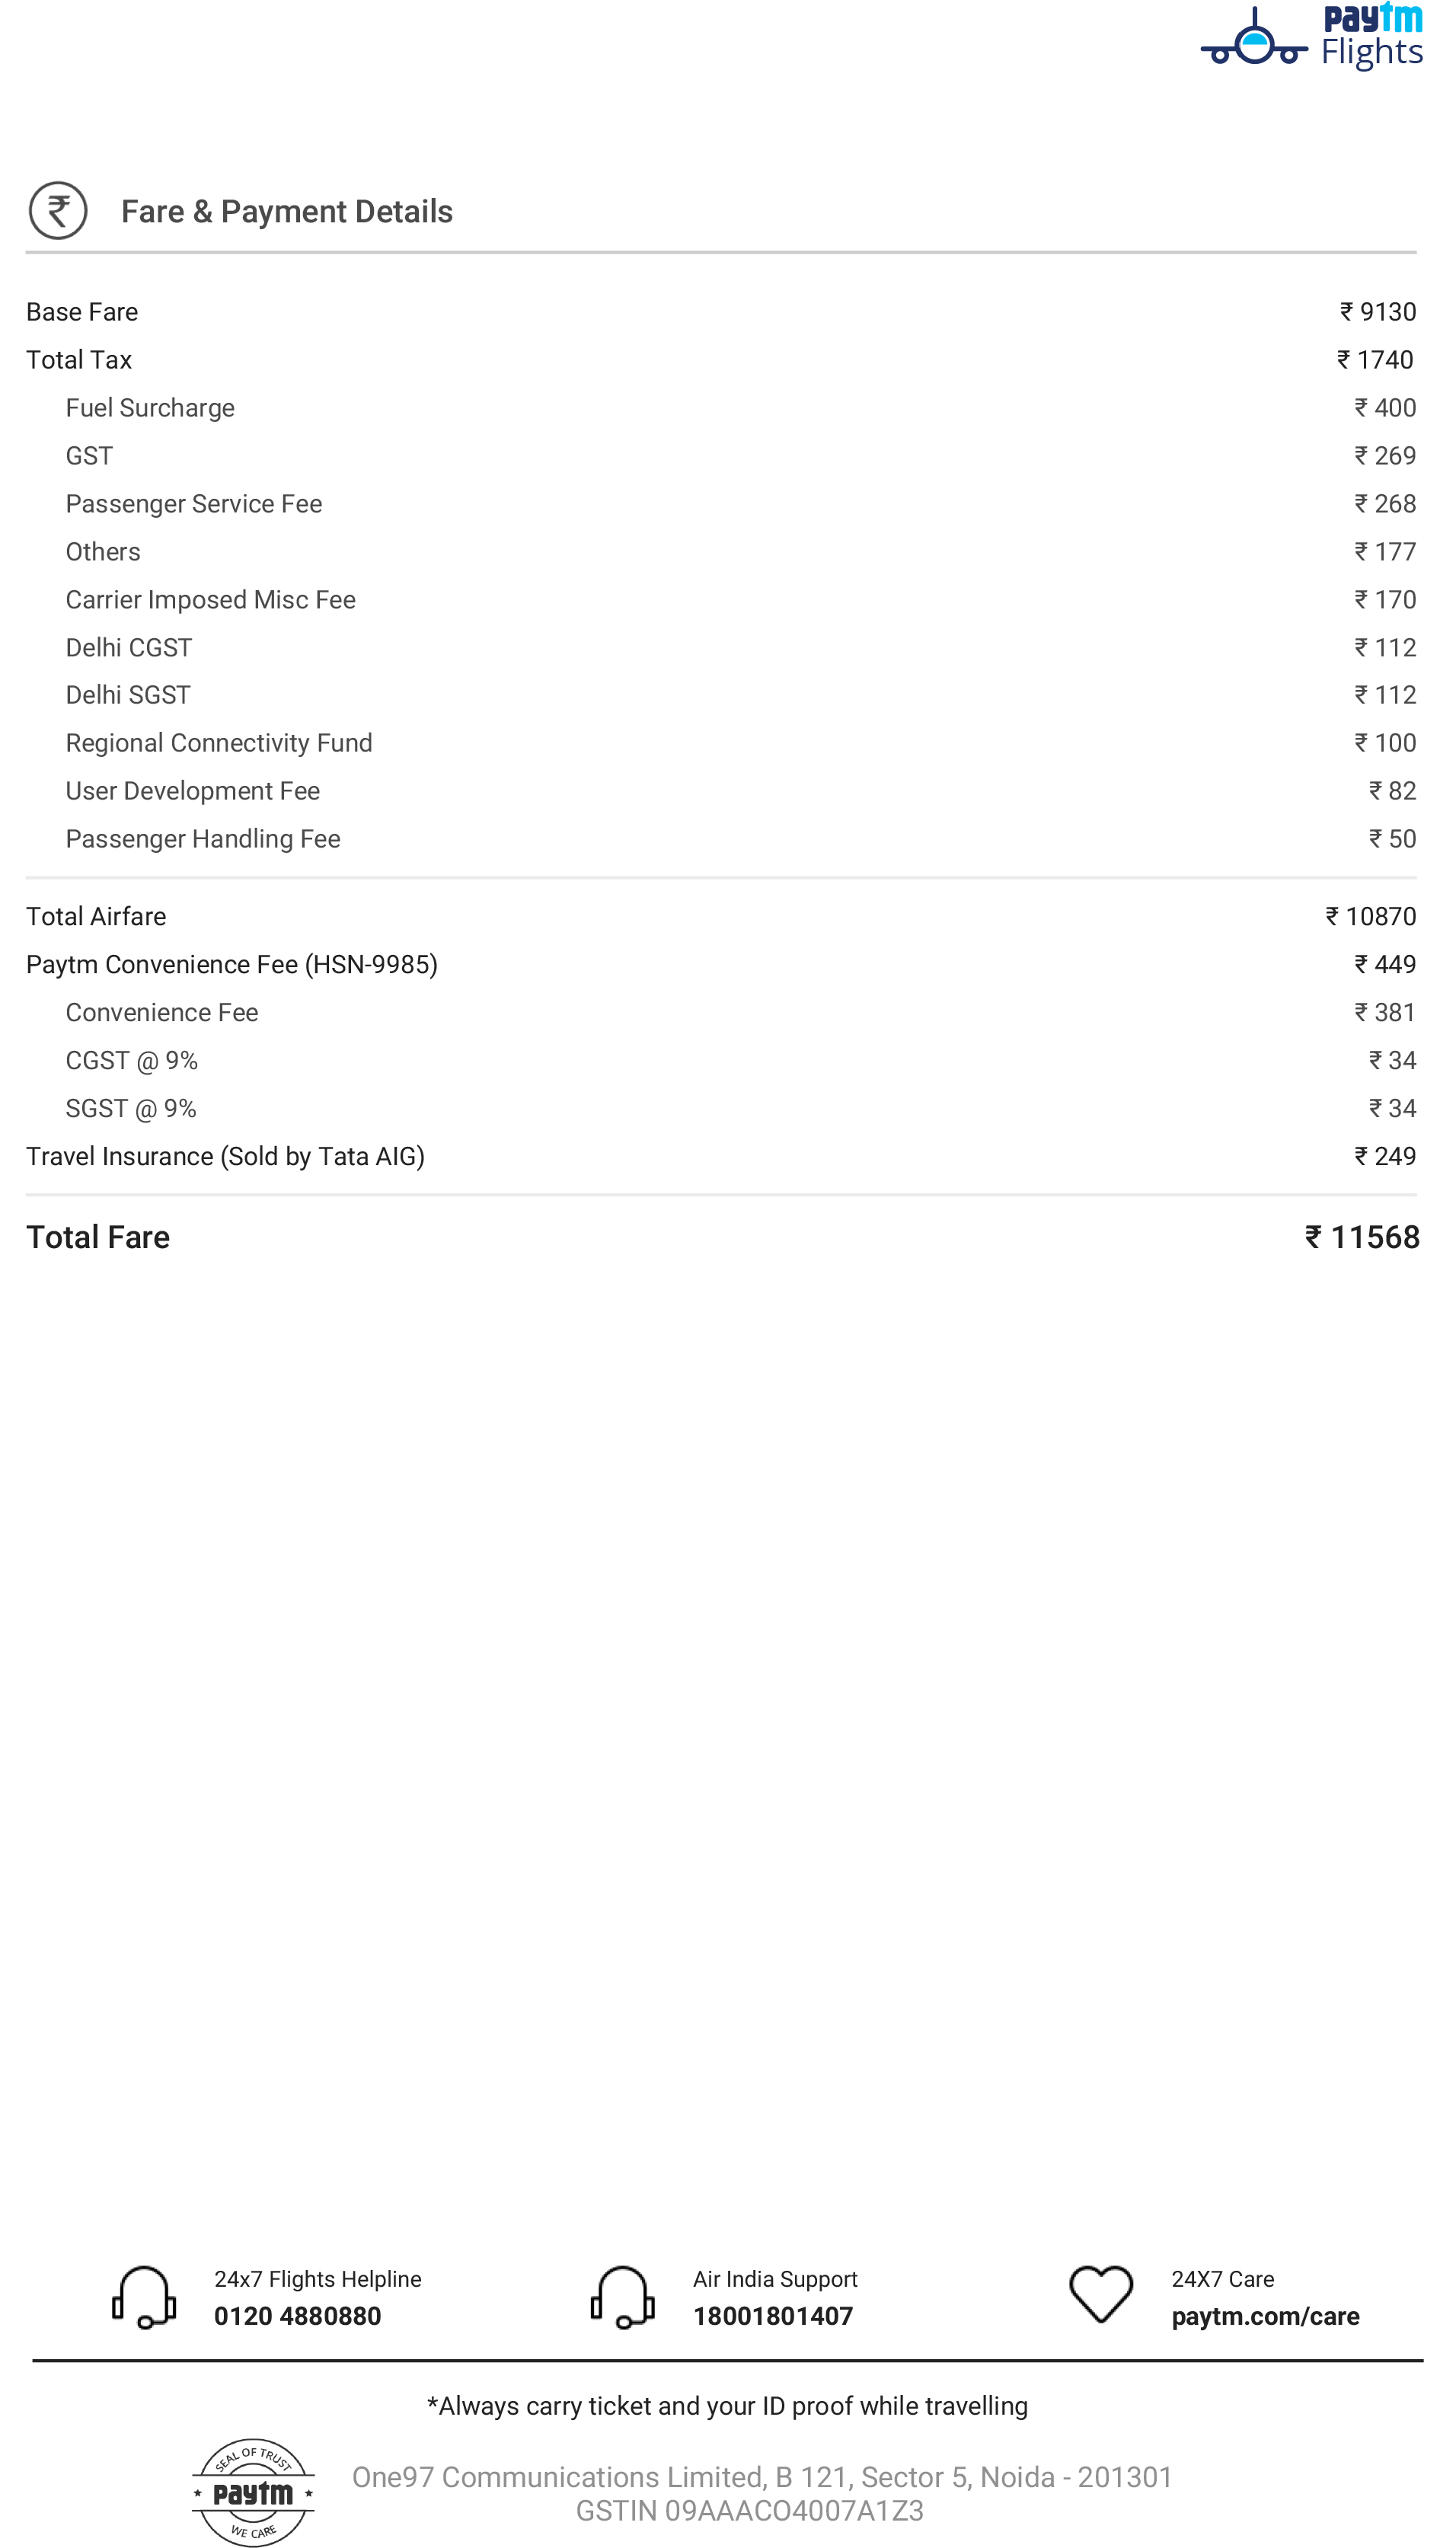 paytm
Flights
₹ Fare & Payment Details
Base Fare ₹ 9130
Total Tax ₹ 1740
Fuel Surcharge ₹ 400
GST ₹ 269
Passenger Service Fee ₹ 268
Others ₹ 177
Carrier Imposed Misc Fee ₹ 170
Delhi CGST ₹ 112
Delhi SGST ₹ 112
Regional Connectivity Fund ₹ 100
User Development Fee ₹ 82
Passenger Handling Fee ₹ 50
Total Airfare ₹ 10870
Paytm Convenience Fee (HSN-9985) ₹ 449
Convenience Fee ₹ 381
CGST @ 9% ₹ 34
SGST @ 9% ₹ 34
Travel Insurance (Sold by Tata AIG) ₹ 249
Total Fare ₹ 11568
24x7 Flights Helpline Air India Support 24X7 Care
0120 4880880 18001801407 paytm.com/care
*Always carry ticket and your ID proof while travelling
SEAL OF TRUST
paytm
WE CARE
One97 Communications Limited, B 121, Sector 5, Noida - 201301
GSTIN 09AAACO4007A1Z3